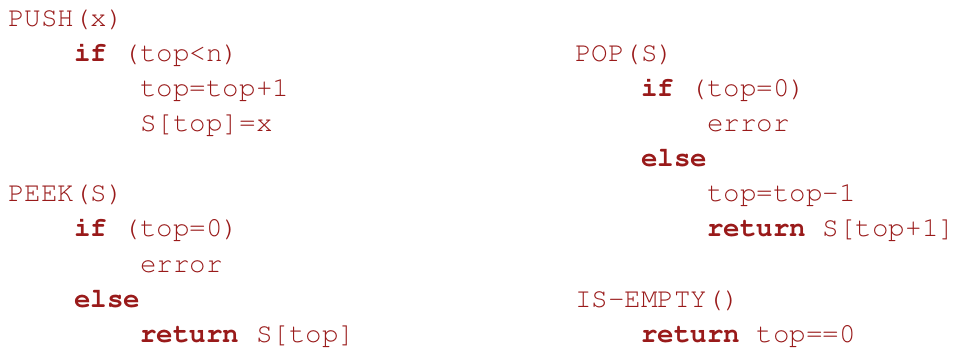 PUSH(x)
    if (top<n)
        top=top+1
        S[top]=x
PEEK(S)
    if (top=0)
        error
    else
        return S[top]
POP(S)
    if (top=0)
        error
    else
        top=top-1
        return S[top+1]
IS-EMPTY()
    return top==0